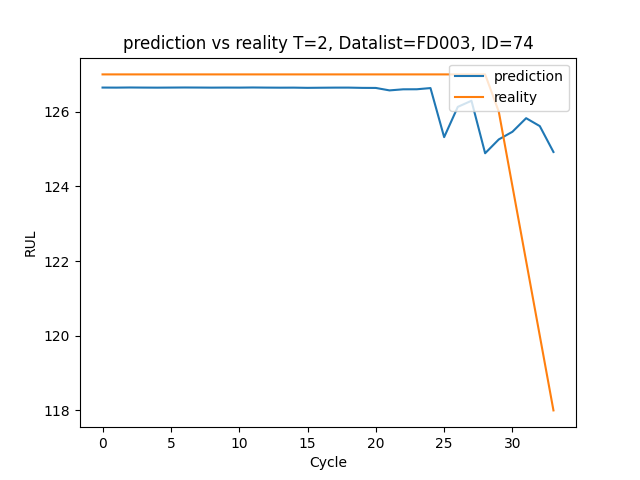 prediction vs reality T=2, Datalist=FD003, ID=74
prediction
reality
126
124
122
120
118
RUL
0 5 10 15 20 25 30
Cycle